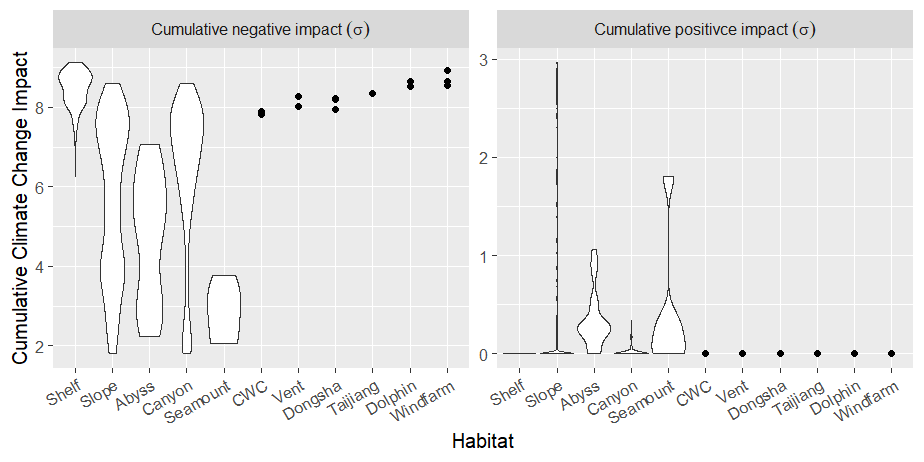 Cumulative negative impact (σ)
Cumulative positivce impact (σ)
Cumulative Climate Change Impact
8
6
4
2
3
2
1
0
Shelf
Slope
Abyss
Canyon
Seamount
CWC
Vent
Dongsha
Taijiang
Dolphin
Windfarm
Shelf
Slope
Abyss
Canyon
Seamount
CWC
Vent
Dongsha
Taijiang
Dolphin
Windfarm
Habitat